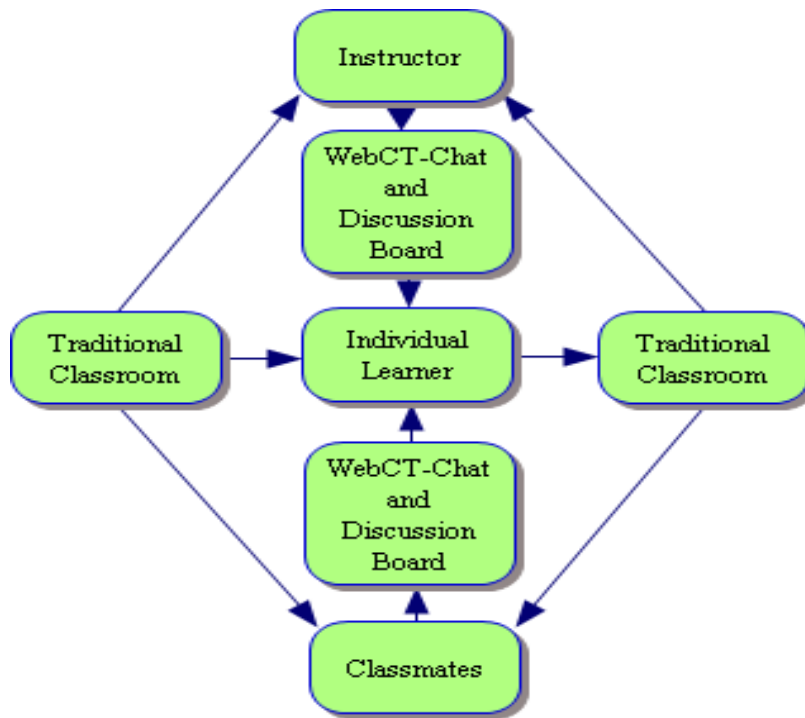 Instructor
WebCT-Chat
and
Discussion
Board
Traditional
Classroom
Individual
Learner
Traditional
Classroom
WebCT-Chat
and
Discussion
Board
Classmates